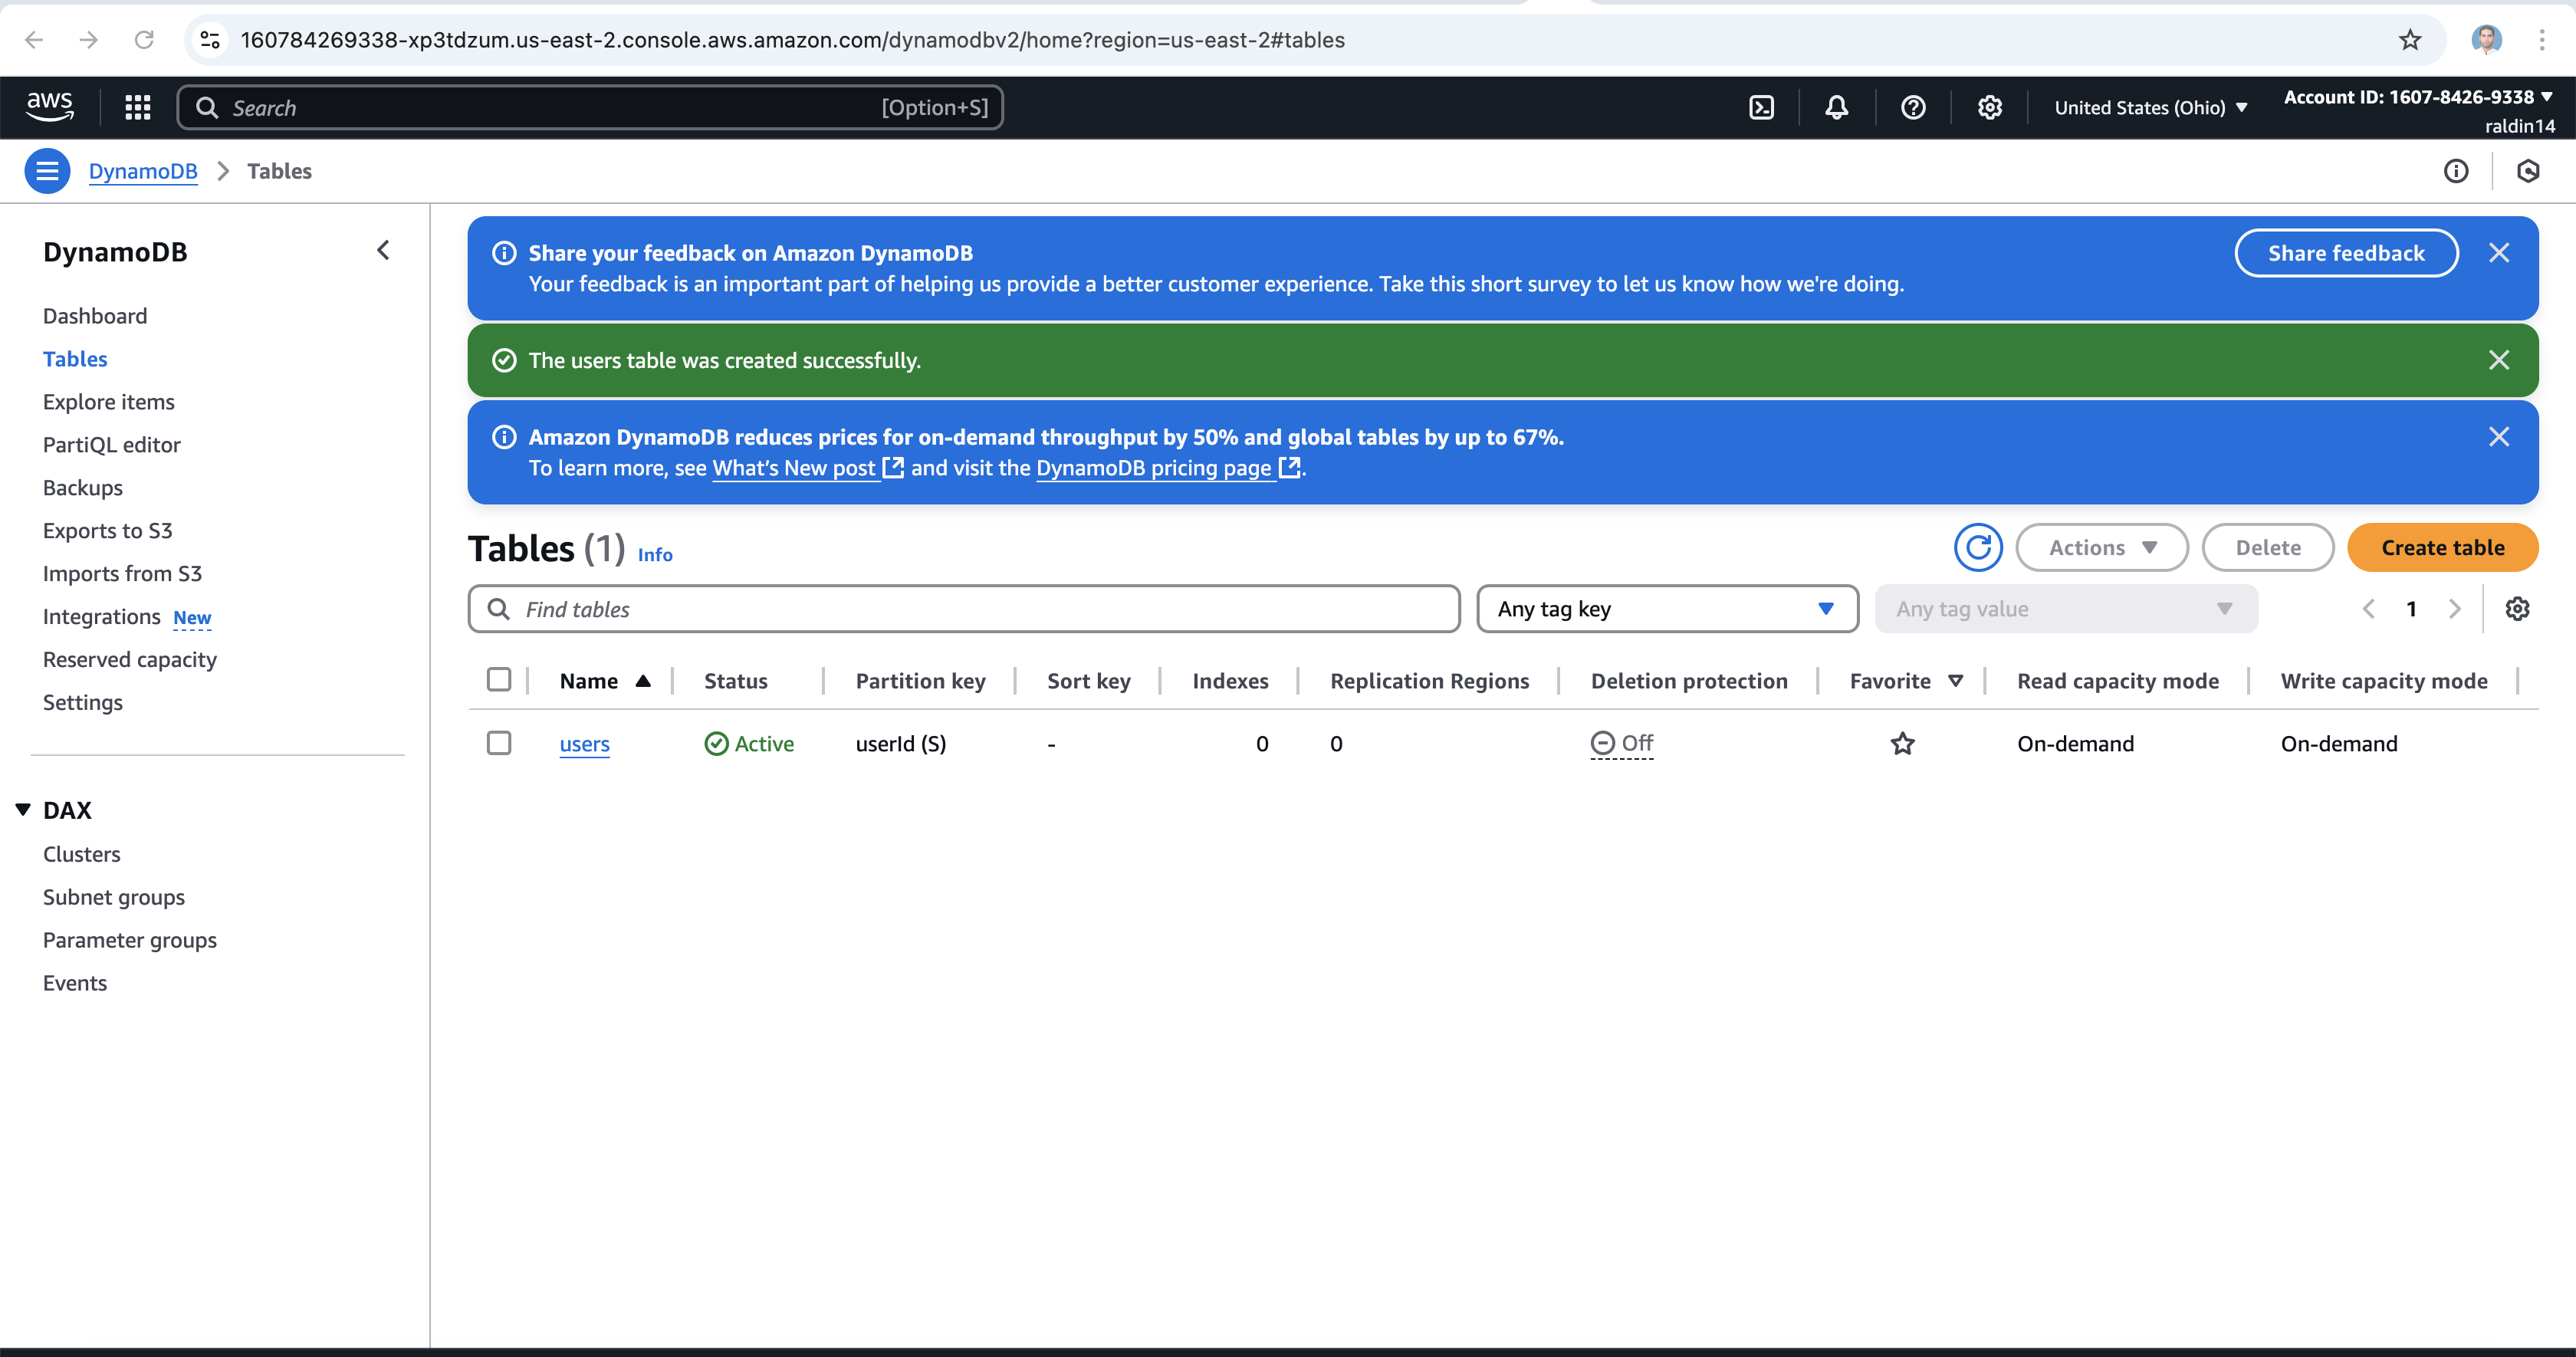 160784269338-xp3tdzum.us-east-2.console.aws.amazon.com/dynamodbv2/home?region=us-east-2#tables
aws
Search [Option+S]
United States (Ohio)
Account ID: 1607-8426-9338
raldin14
DynamoDB Tables
DynamoDB
Dashboard
Tables
Explore items
PartiQL editor
Backups
Exports to S3
Imports from S3
Integrations New
Reserved capacity
Settings
DAX
Clusters
Subnet groups
Parameter groups
Events
Share your feedback on Amazon DynamoDB
Your feedback is an important part of helping us provide a better customer experience. Take this short survey to let us know how we're doing.
Share feedback
The users table was created successfully.
Amazon DynamoDB reduces prices for on-demand throughput by 50% and global tables by up to 67%.
To learn more, see What's New post and visit the DynamoDB pricing page .
Tables (1) Info
Actions Delete Create table
Find tables Any tag key Any tag value 1
Name Status Partition key Sort key Indexes Replication Regions Deletion protection Favorite Read capacity mode Write capacity mode
users Active userId (S) - 0 0 Off On-demand On-demand